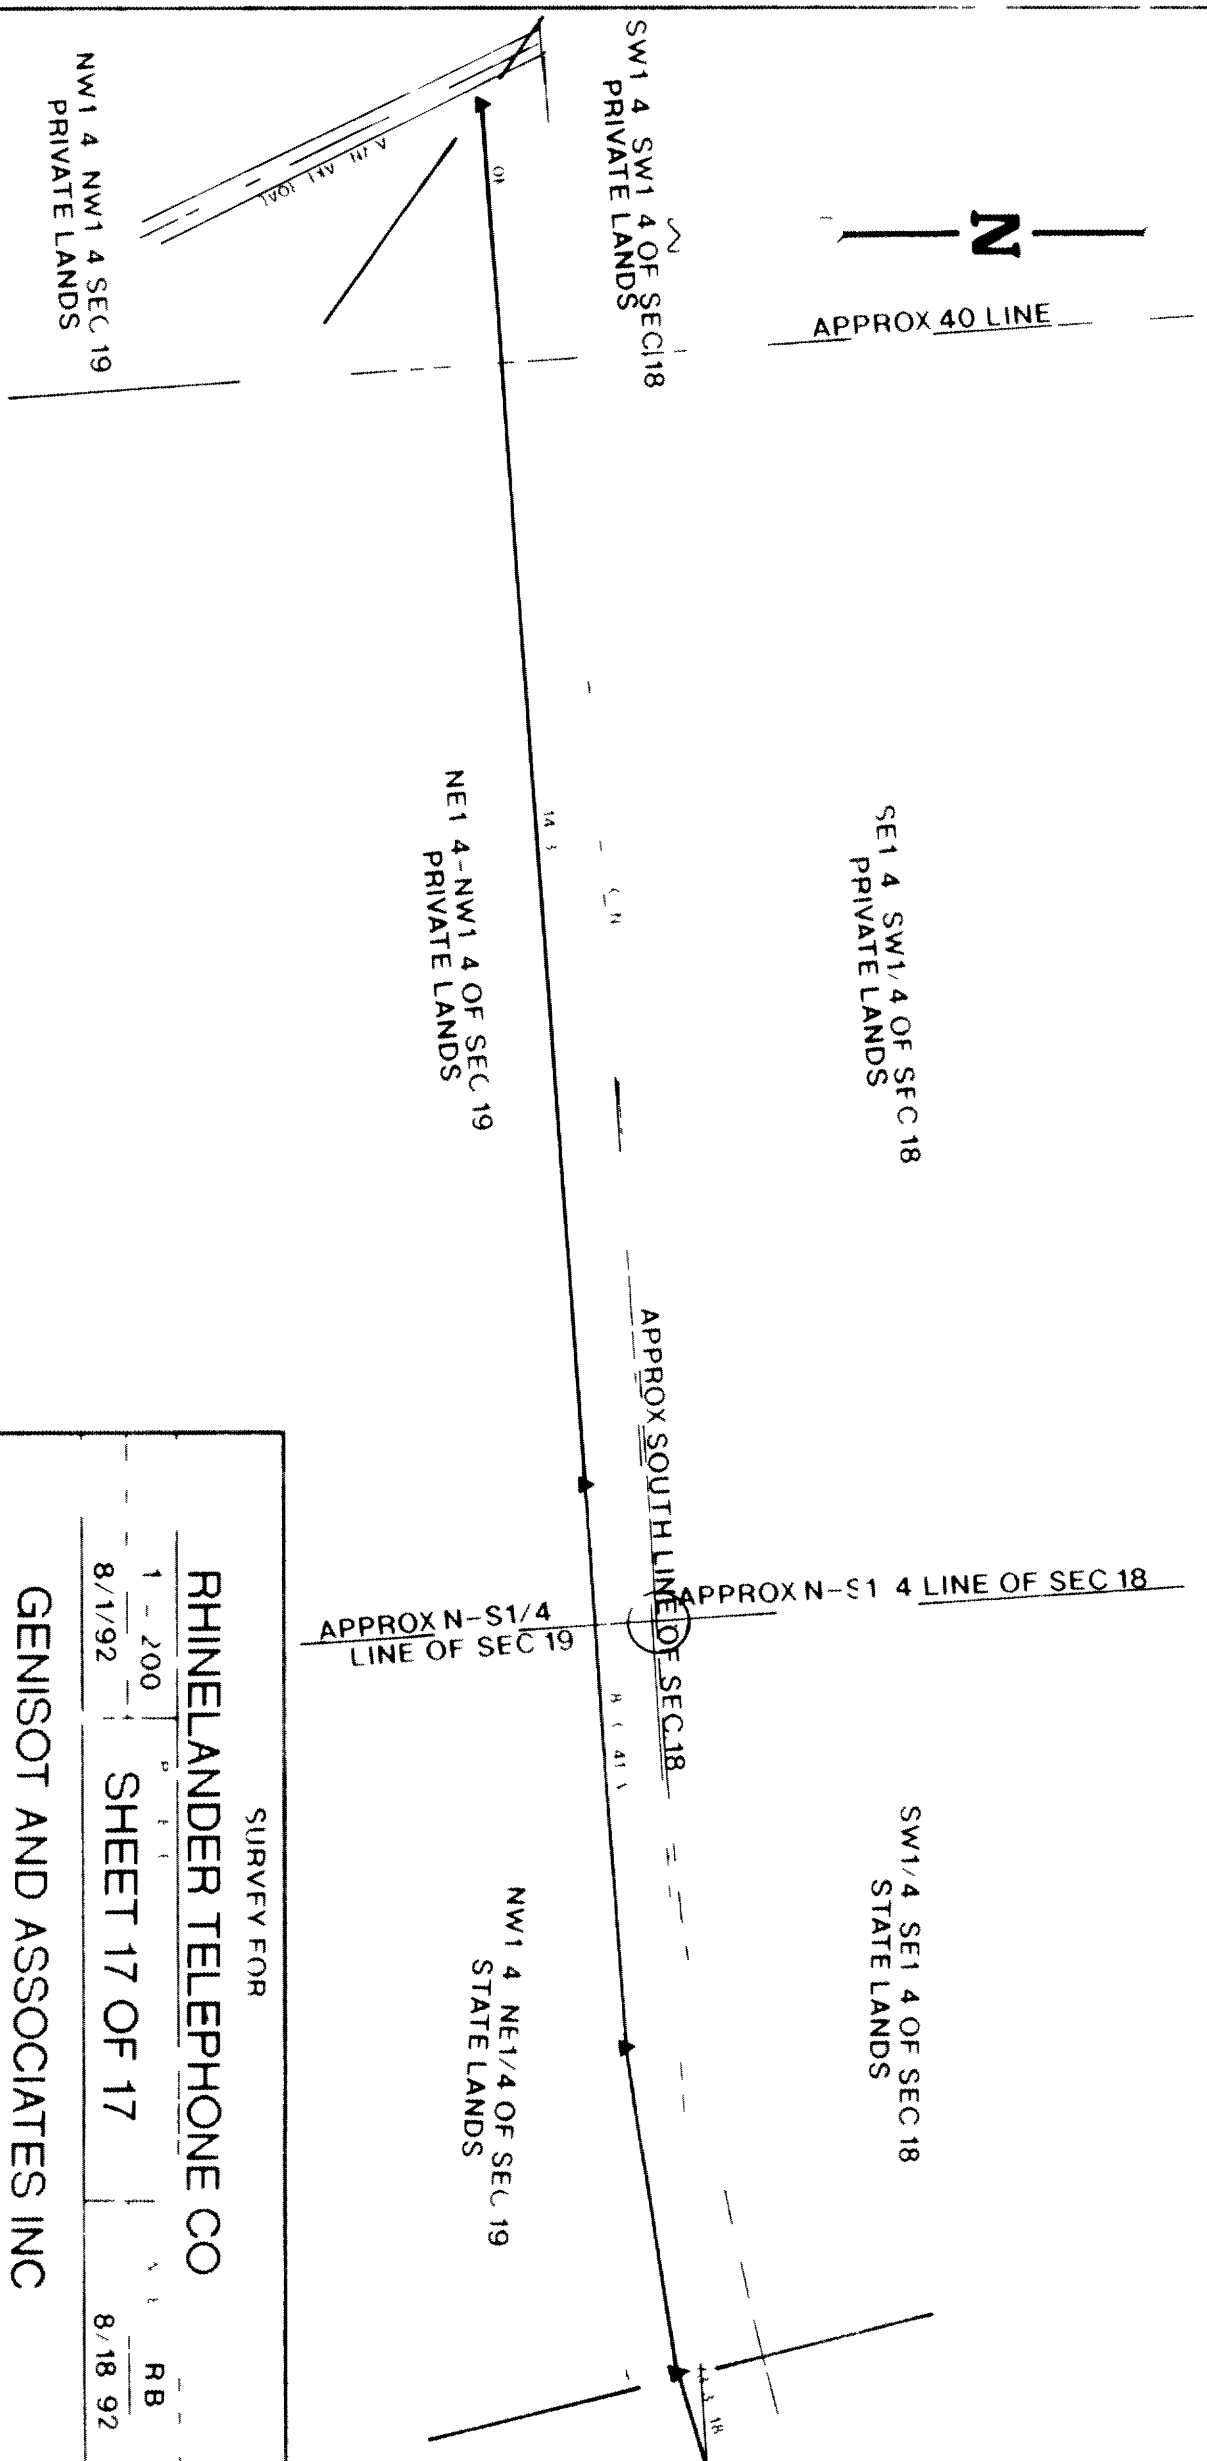 N
APPROX 40 LINE
SW1 4 SW1 4 OF SEC 18
PRIVATE LANDS
SE1 4 SW1/4 OF SEC 18
PRIVATE LANDS
SW1/4 SE1 4 OF SEC 18
STATE LANDS
APPROX N-S1 4 LINE OF SEC 18
APPROX SOUTH LINE OF SEC. 18
APPROX N-S1/4
LINE OF SEC 19
NW1 4 NW1 4 SEC 19
PRIVATE LANDS
NE1 4-NW1 4 OF SEC 19
PRIVATE LANDS
NW1 4 NE1/4 OF SEC 19
STATE LANDS
SURVEY FOR
RHINELANDER TELEPHONE CO
1 - 200
RB
8/1/92
SHEET 17 OF 17
8/18 92
GENISOT AND ASSOCIATES INC